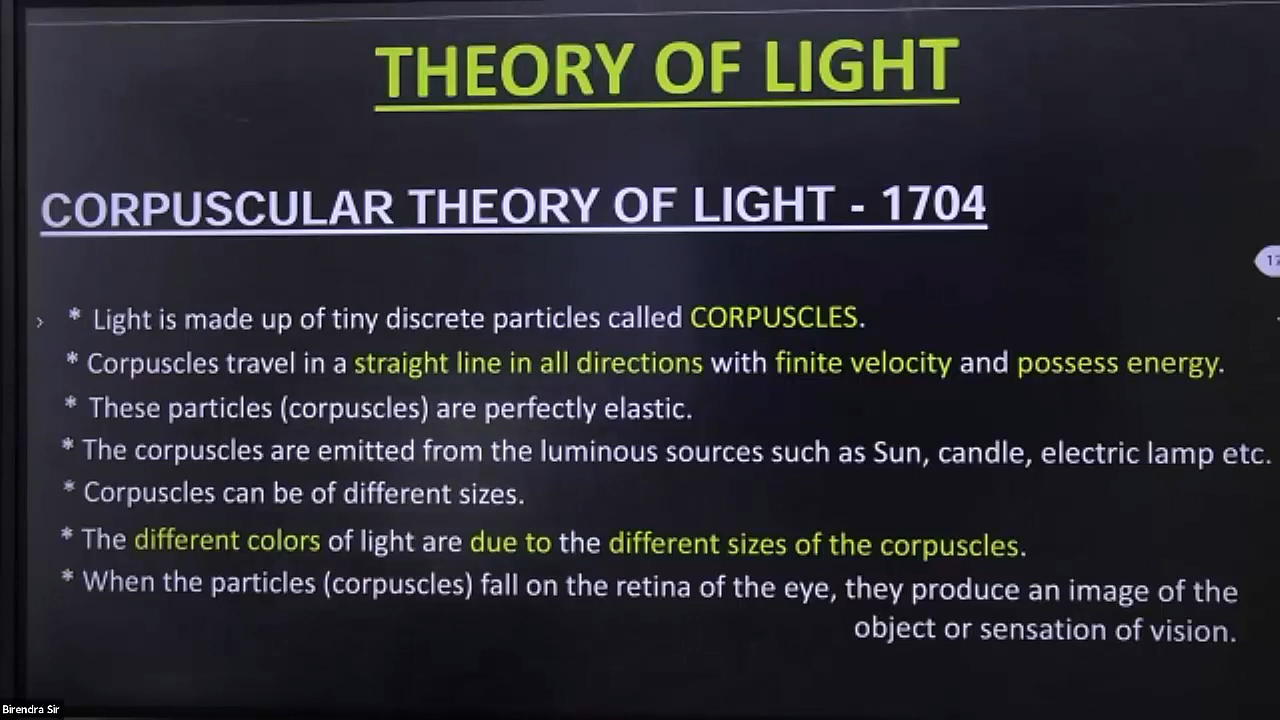 THEORY OF LIGHT
CORPUSCULAR THEORY OF LIGHT - 1704
› * Light is made up of tiny discrete particles called CORPUSCLES.
* Corpuscles travel in a straight line in all directions with finite velocity and possess energy.
* These particles (corpuscles) are perfectly elastic.
* The corpuscles are emitted from the luminous sources such as Sun, candle, electric lamp etc.
* Corpuscles can be of different sizes.
* The different colors of light are due to the different sizes of the corpuscles.
* When the particles (corpuscles) fall on the retina of the eye, they produce an image of the
object or sensation of vision.
Birendra Sir